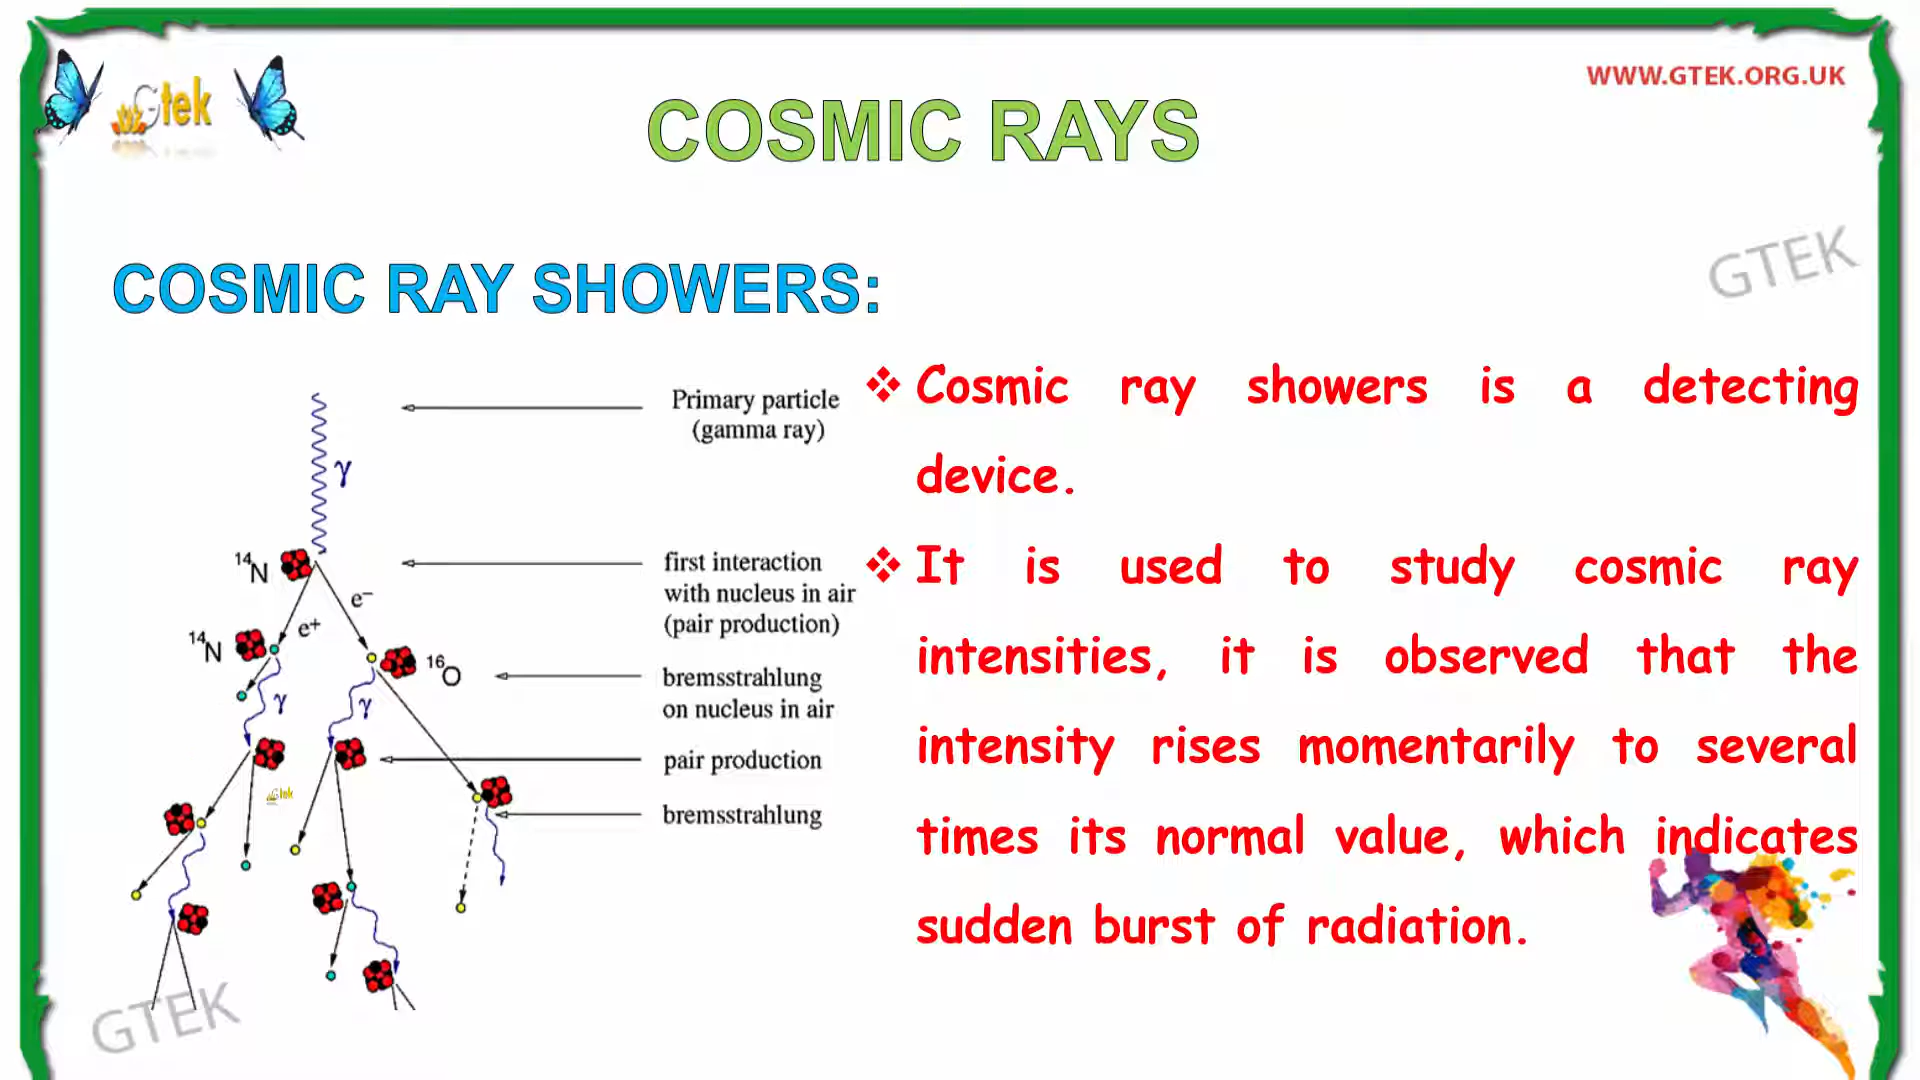 Gtek
WWW.GTEK.ORG.UK
COSMIC RAYS
GTEK
COSMIC RAY SHOWERS:
Primary particle
(gamma ray)
γ
14N
first interaction
with nucleus in air
(pair production)
e-
e+
14N
16O
bremsstrahlung
on nucleus in air
γ
γ
pair production
Gtek
bremsstrahlung
❖ Cosmic ray showers is a detecting
device.
❖ It is used to study cosmic ray
intensities, it is observed that the
intensity rises momentarily to several
times its normal value, which indicates
sudden burst of radiation.
GTEK